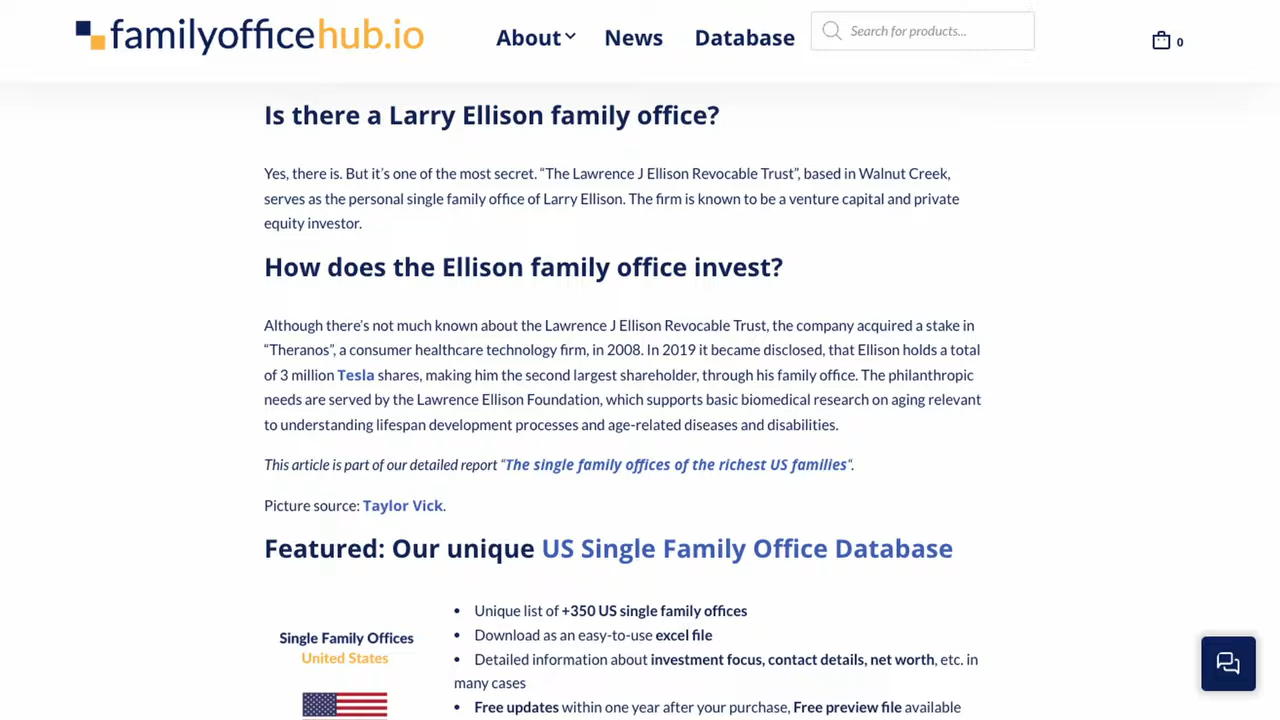 familyofficehub.io
About News Database Search for products... 0
Is there a Larry Ellison family office?
Yes, there is. But it’s one of the most secret. “The Lawrence J Ellison Revocable Trust”, based in Walnut Creek,
serves as the personal single family office of Larry Ellison. The firm is known to be a venture capital and private
equity investor.
How does the Ellison family office invest?
Although there’s not much known about the Lawrence J Ellison Revocable Trust, the company acquired a stake in
“Theranos”, a consumer healthcare technology firm, in 2008. In 2019 it became disclosed, that Ellison holds a total
of 3 million Tesla shares, making him the second largest shareholder, through his family office. The philanthropic
needs are served by the Lawrence Ellison Foundation, which supports basic biomedical research on aging relevant
to understanding lifespan development processes and age-related diseases and disabilities.
This article is part of our detailed report “The single family offices of the richest US families“.
Picture source: Taylor Vick.
Featured: Our unique US Single Family Office Database
Single Family Offices
United States
• Unique list of +350 US single family offices
• Download as an easy-to-use excel file
• Detailed information about investment focus, contact details, net worth, etc. in
many cases
• Free updates within one year after your purchase, Free preview file available